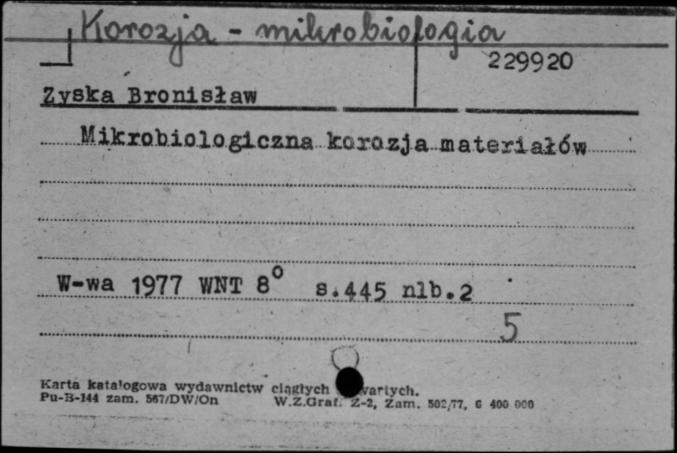 Korozja - mikrobiologia
229920
Zyska Bronisław
Mikrobiologiczna korozja materiałów
W-wa 1977 WNT 8° s.445 nlb.2
5
Karta katalogowa wydawnictw ciągłych wartych.
Pu-B-144 zam. 567/DW/On W.Z.Graf. Z-2, Zam. 502/77, 6 400 000